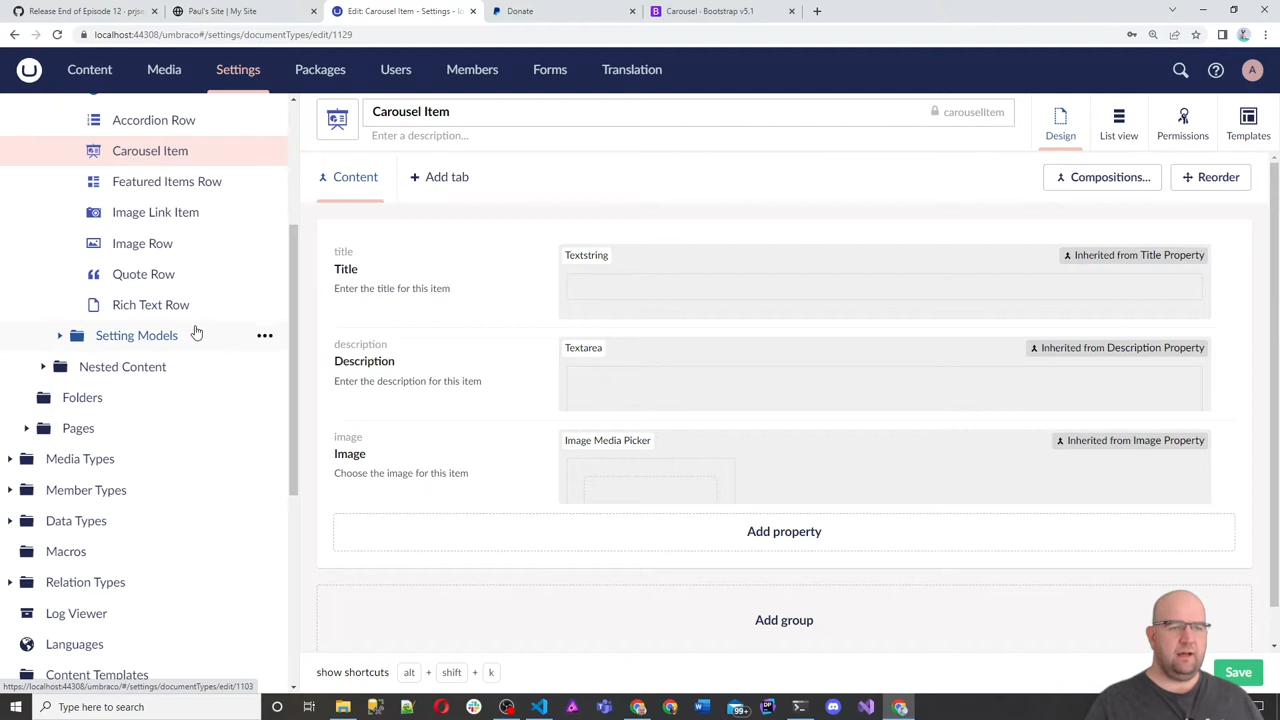 Release End of Episode 12 - prjse
Paul's Site | My Site
Edit: Carousel Item - Settings - lo
Donate
Carousel · Bootstrap v5.1
localhost:44308/umbraco#/settings/documentTypes/edit/1129
Content
Media
Settings
Packages
Users
Members
Forms
Translation
A
Accordion Row
Carousel Item
Featured Items Row
Image Link Item
Image Row
Quote Row
Rich Text Row
Setting Models
Nested Content
Folders
Pages
Media Types
Member Types
Data Types
Macros
Relation Types
Log Viewer
Languages
Content Templates
https://localhost:44308/umbraco/#/settings/documentTypes/edit/1103
Carousel Item
carouselItem
Enter a description...
Design
List view
Permissions
Templates
Content
Add tab
Compositions...
Reorder
title
Title
Enter the title for this item
Textstring
Inherited from Title Property
description
Description
Enter the description for this item
Textarea
Inherited from Description Property
image
Image
Choose the image for this item
Image Media Picker
Inherited from Image Property
Add property
Add group
show shortcuts alt + shift + k
Save
Type here to search
99+